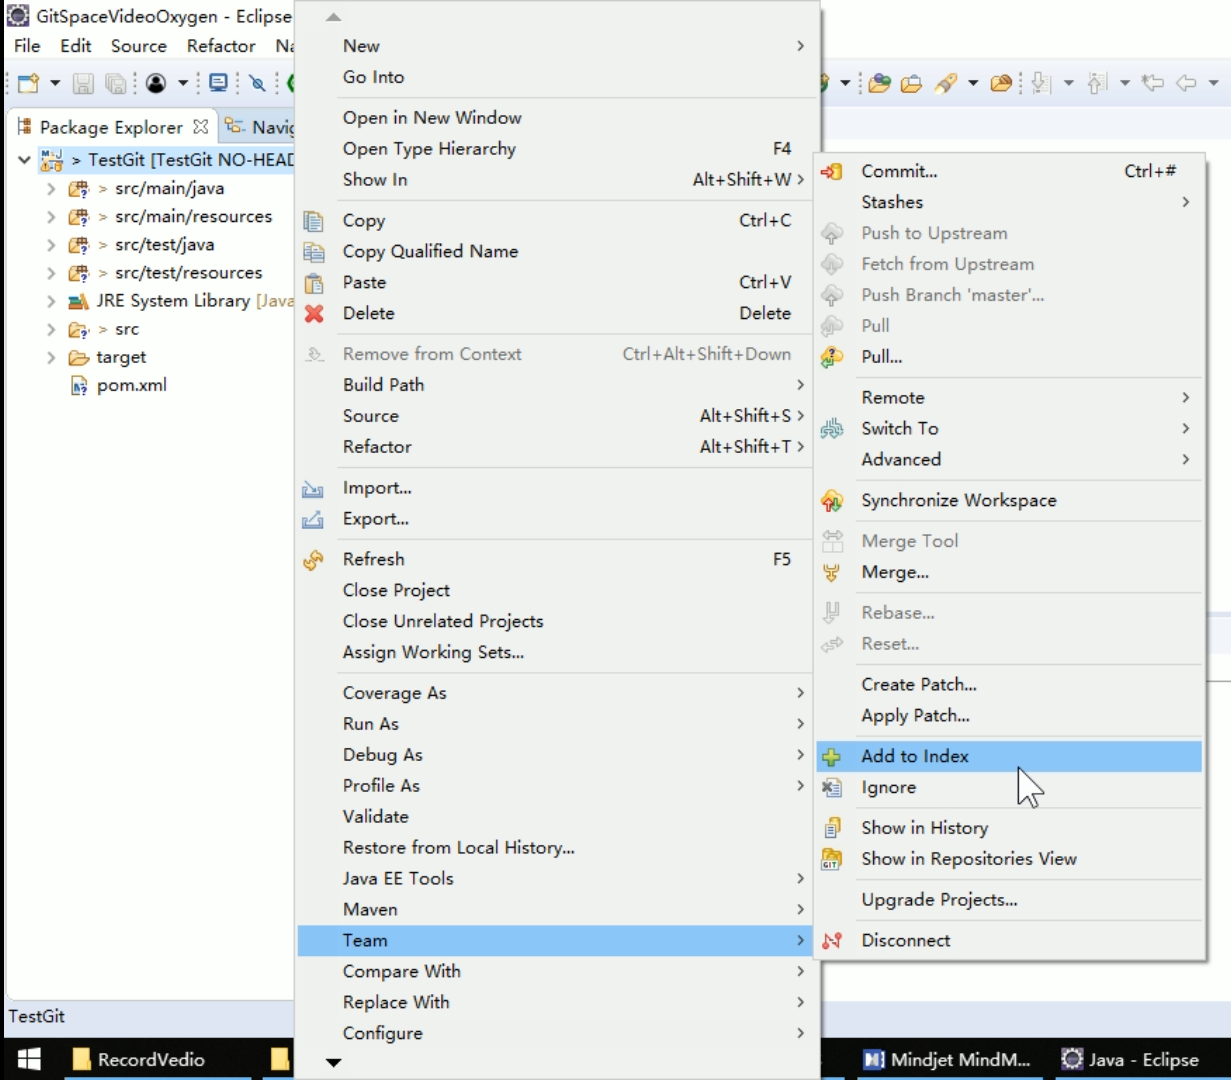 GitSpaceVideoOxygen - Eclipse
File Edit Source Refactor
Package Explorer
> TestGit [TestGit NO-HEAD
> src/main/java
> src/main/resources
> src/test/java
> src/test/resources
JRE System Library [Java
> src
target
pom.xml
TestGit
New
Go Into
Open in New Window
Open Type Hierarchy F4
Show In Alt+Shift+W
Copy Ctrl+C
Copy Qualified Name
Paste Ctrl+V
Delete Delete
Remove from Context Ctrl+Alt+Shift+Down
Build Path
Source Alt+Shift+S
Refactor Alt+Shift+T
Import...
Export...
Refresh F5
Close Project
Close Unrelated Projects
Assign Working Sets...
Coverage As
Run As
Debug As
Profile As
Validate
Restore from Local History...
Java EE Tools
Maven
Team
Compare With
Replace With
Configure
Commit... Ctrl+#
Stashes
Push to Upstream
Fetch from Upstream
Push Branch 'master'...
Pull
Pull...
Remote
Switch To
Advanced
Synchronize Workspace
Merge Tool
Merge...
Rebase...
Reset...
Create Patch...
Apply Patch...
Add to Index
Ignore
Show in History
GIT
Show in Repositories View
Upgrade Projects...
Disconnect
RecordVedio
Mindjet MindM...
Java - Eclipse